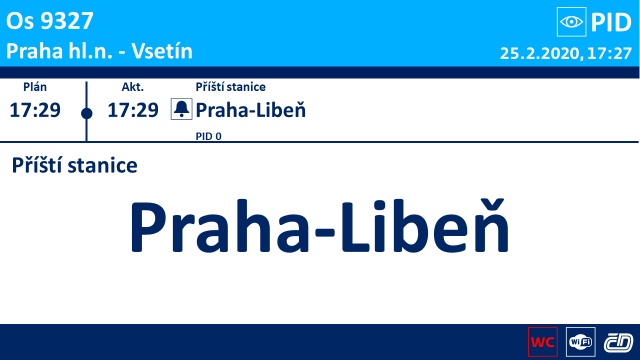 Os 9327
PID
Praha hl.n. - Vsetín
25.2.2020, 17:27
Plán
Akt.
Příští stanice
17:29
17:29
Praha-Libeň
PID 0
Příští stanice
Praha-Libeň
WC
WiFi
ČD